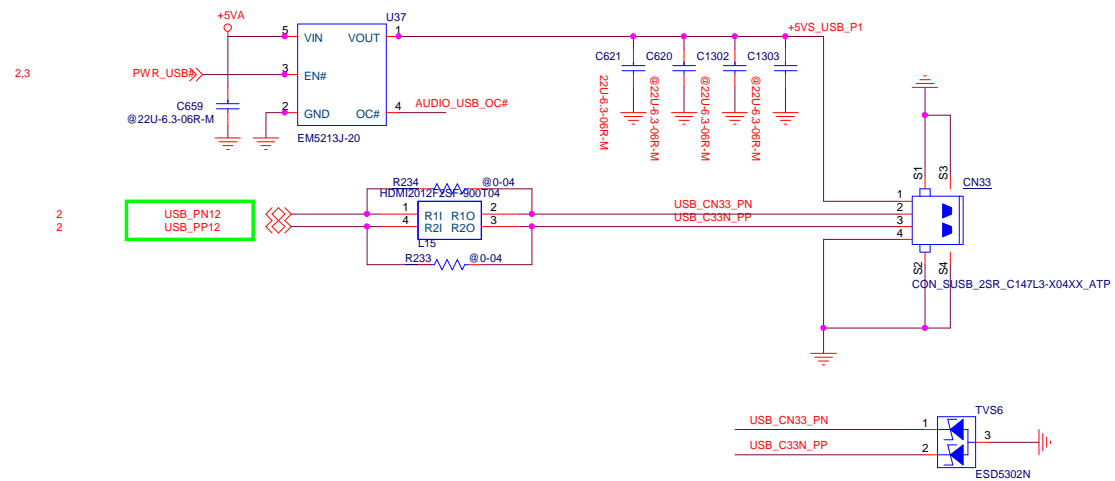 +5VA
U37
5
VIN
VOUT
1
+5VS_USB_P1
2,3
PWR_USB#
3
EN#
C621
C620
C1302
C1303
22U-6.3-06R-M
@22U-6.3-06R-M
@22U-6.3-06R-M
@22U-6.3-06R-M
C659
@22U-6.3-06R-M
2
GND
OC#
4
AUDIO_USB_OC#
EM5213J-20
S1
S3
CN33
R234
@0-04
HDMI2012F2SF-900T04
2
USB_PN12
1
R1I
R1O
2
USB_CN33_PN
1
2
2
USB_PP12
4
R2I
R2O
3
USB_C33N_PP
3
4
L15
R233
@0-04
S2
S4
CON_SUSB_2SR_C147L3-X04XX_ATP
TVS6
USB_CN33_PN
1
3
USB_C33N_PP
2
ESD5302N